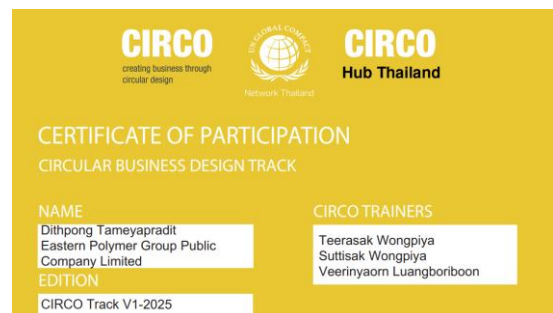 CIRCO
creating business through
circular design
UN GLOBAL COMPACT
Network Thailand
CIRCO
Hub Thailand
CERTIFICATE OF PARTICIPATION
CIRCULAR BUSINESS DESIGN TRACK
NAME
Dithpong Tameyapradit
Eastern Polymer Group Public
Company Limited
EDITION
CIRCO Track V1-2025
CIRCO TRAINERS
Teerasak Wongpiya
Suttisak Wongpiya
Veerinyaorn Luangboriboon